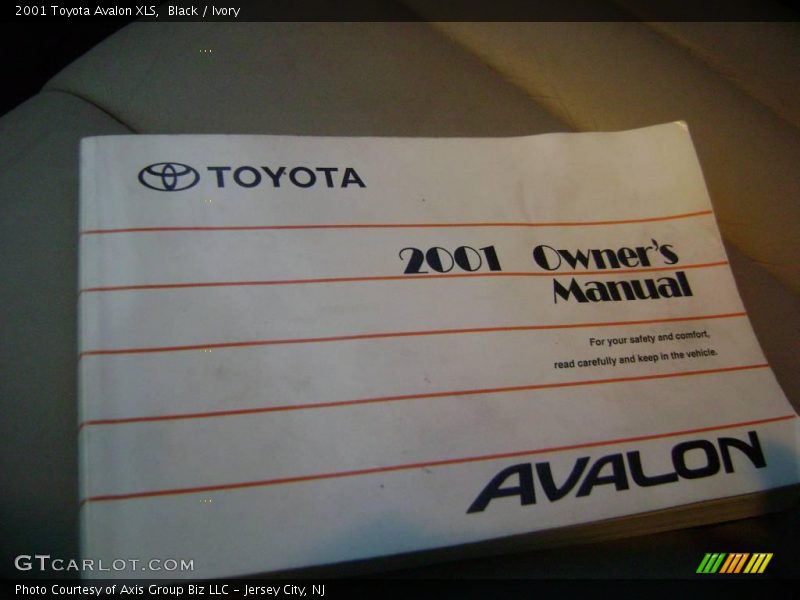 2001 Toyota Avalon XLS,  Black / Ivory
TOYOTA
2001 Owner's
Manual
For your safety and comfort,
read carefully and keep in the vehicle.
AVALON
GTCARLOT.COM
Photo Courtesy of Axis Group Biz LLC - Jersey City, NJ